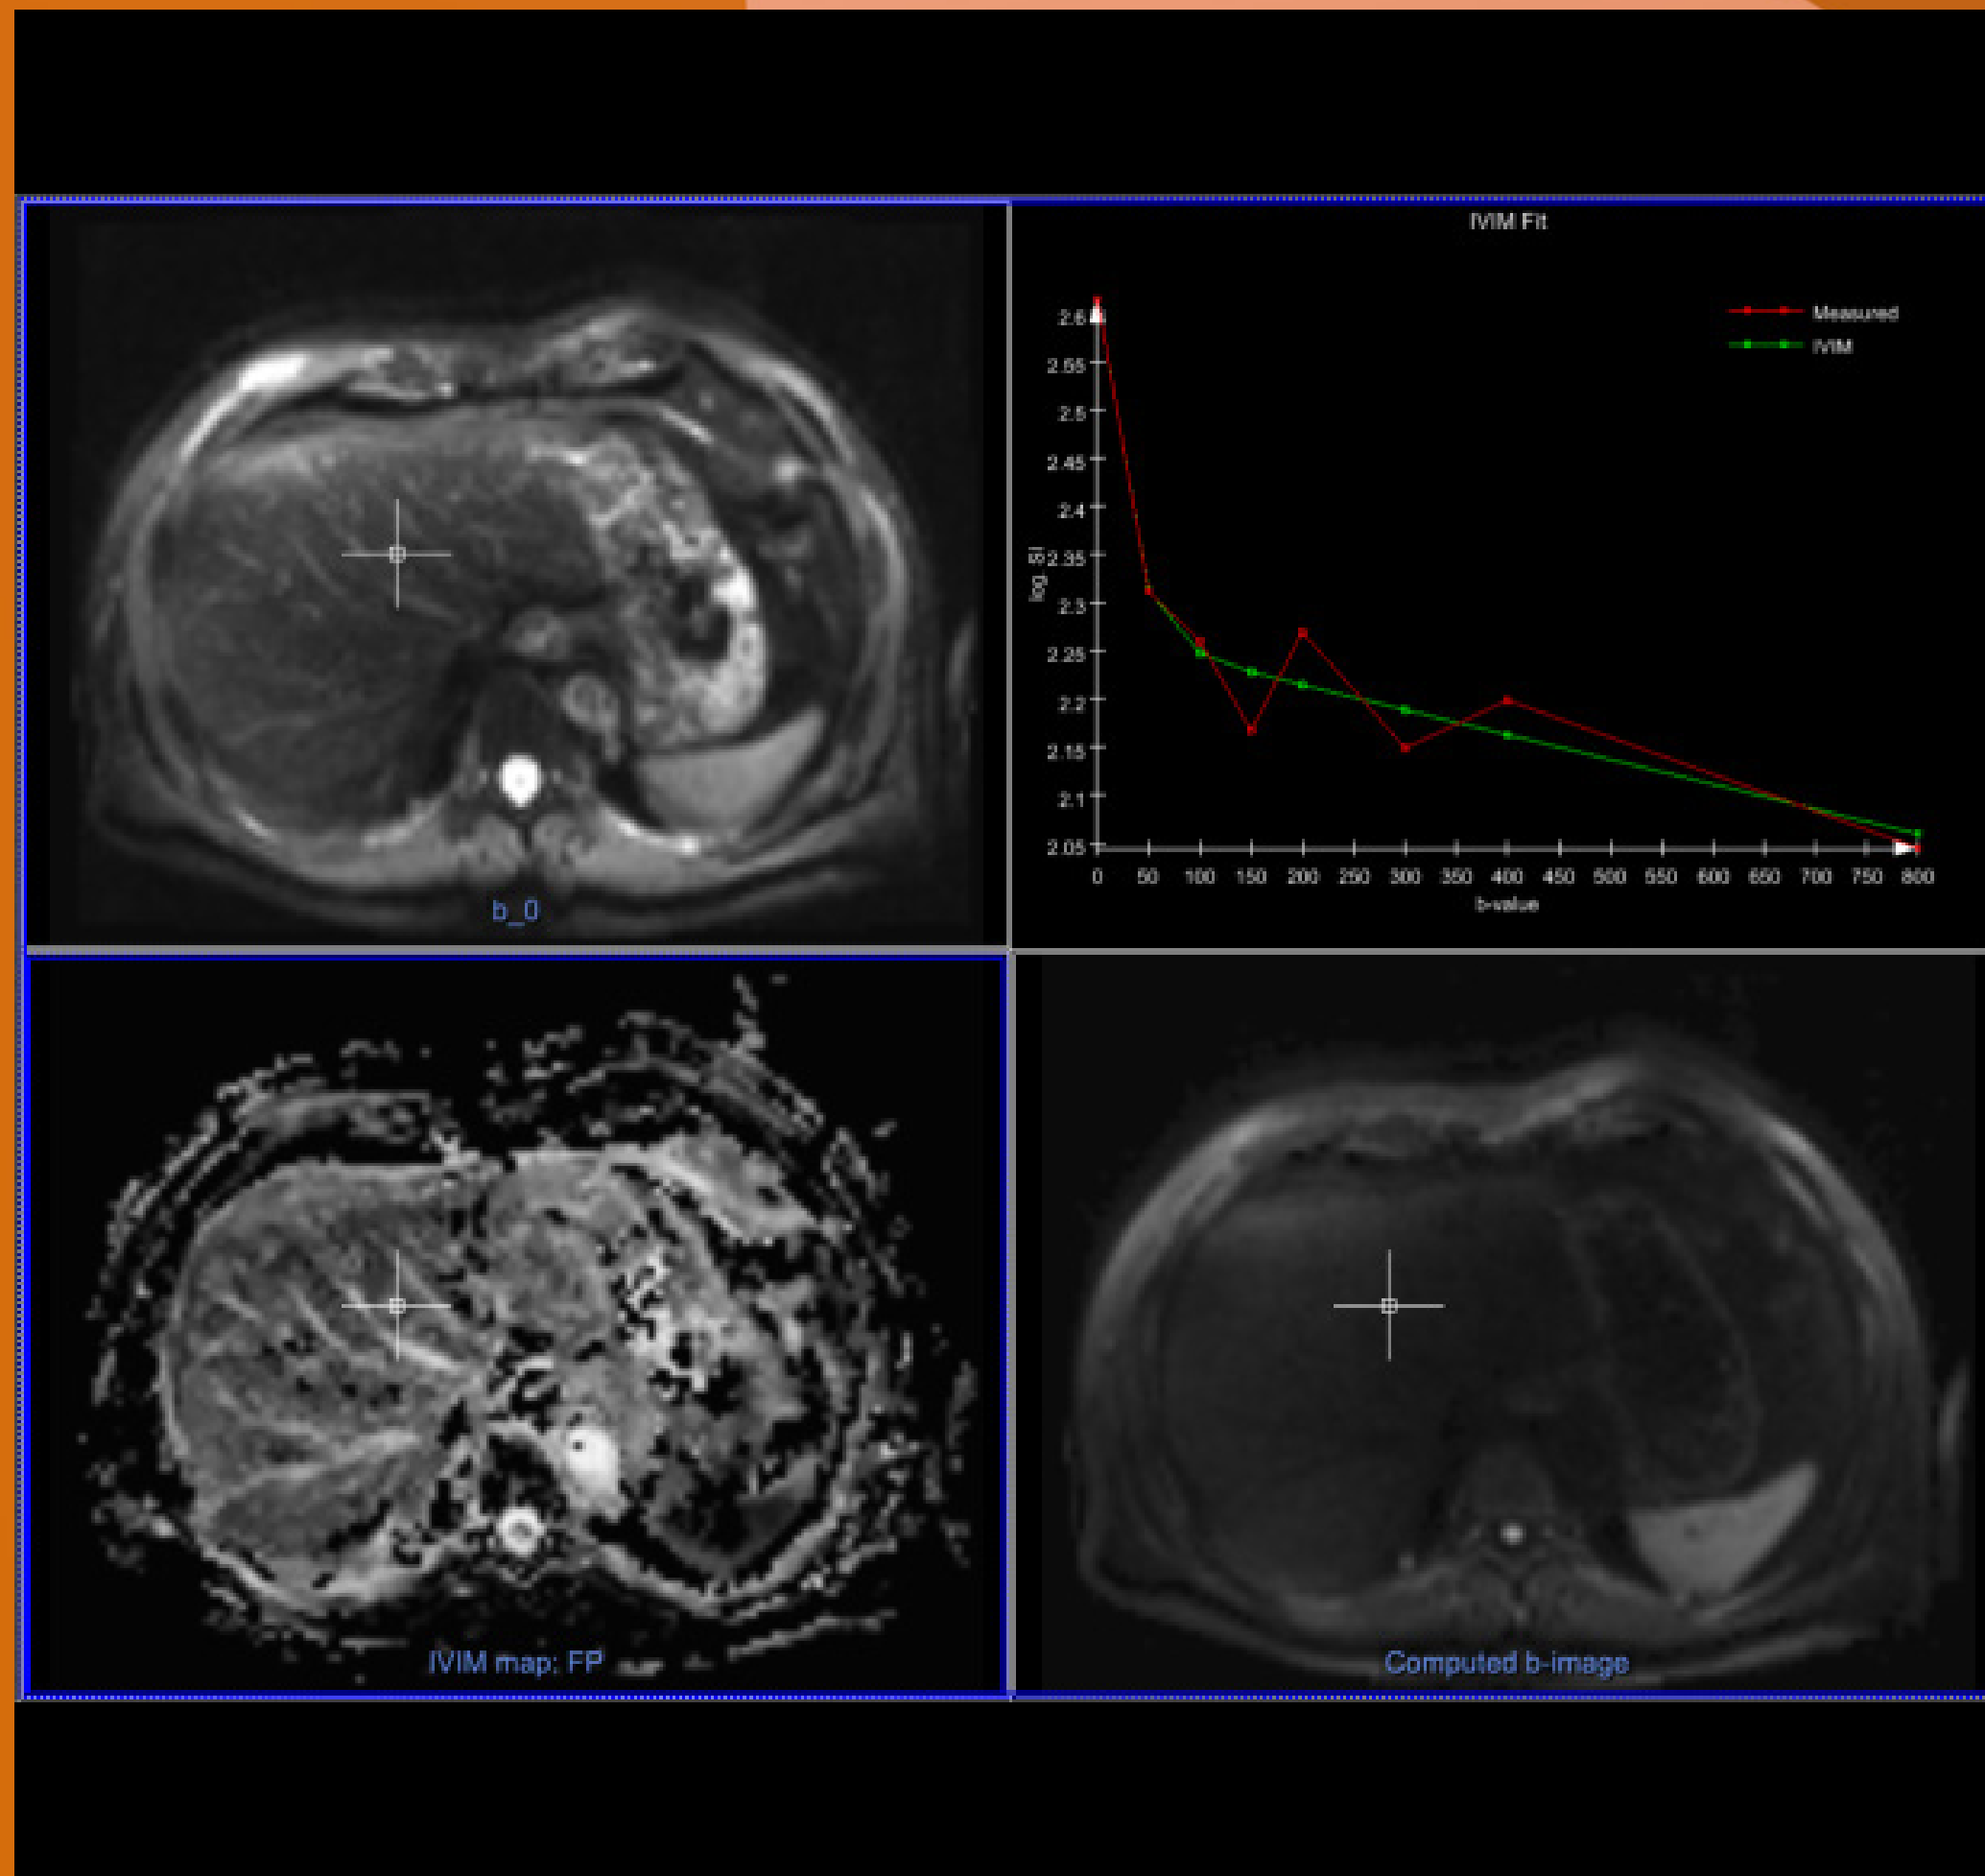 b_0
IVIM Fit
Measured
IVIM
2.6
2.55
2.5
2.45
2.4
2.35
2.3
2.25
2.2
2.15
2.1
2.05
log. SI
0 50 100 150 200 250 300 350 400 450 500 550 600 650 700 750 800
b-value
IVIM map: FP
Computed b-image